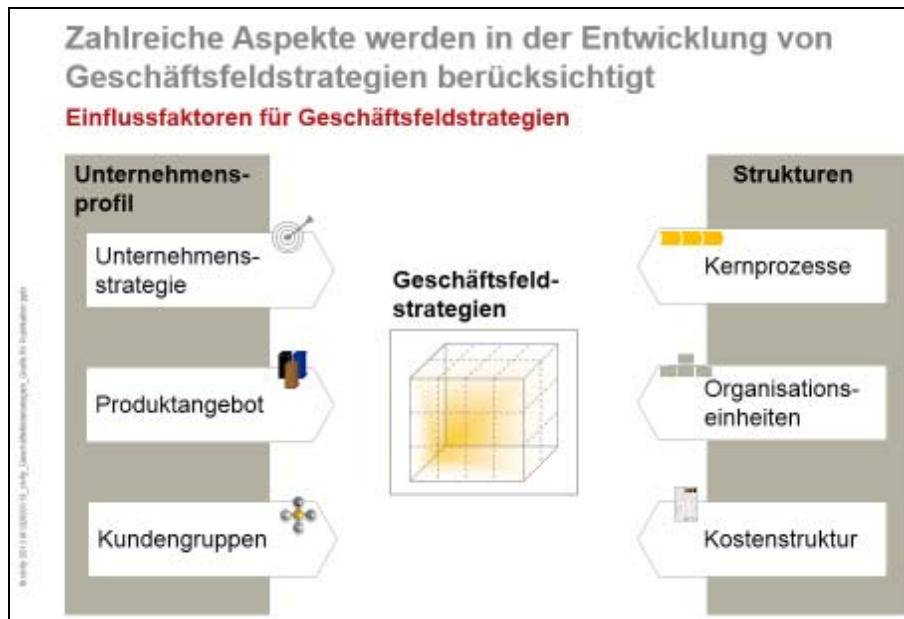 Zahlreiche Aspekte werden in der Entwicklung von
Geschäftsfeldstrategien berücksichtigt
Einflussfaktoren für Geschäftsfeldstrategien
Unternehmens-
profil
Unternehmens-
strategie
Produktangebot
Kundengruppen
Geschäftsfeld-
strategien
Strukturen
Kernprozesse
Organisations-
einheiten
Kostenstruktur